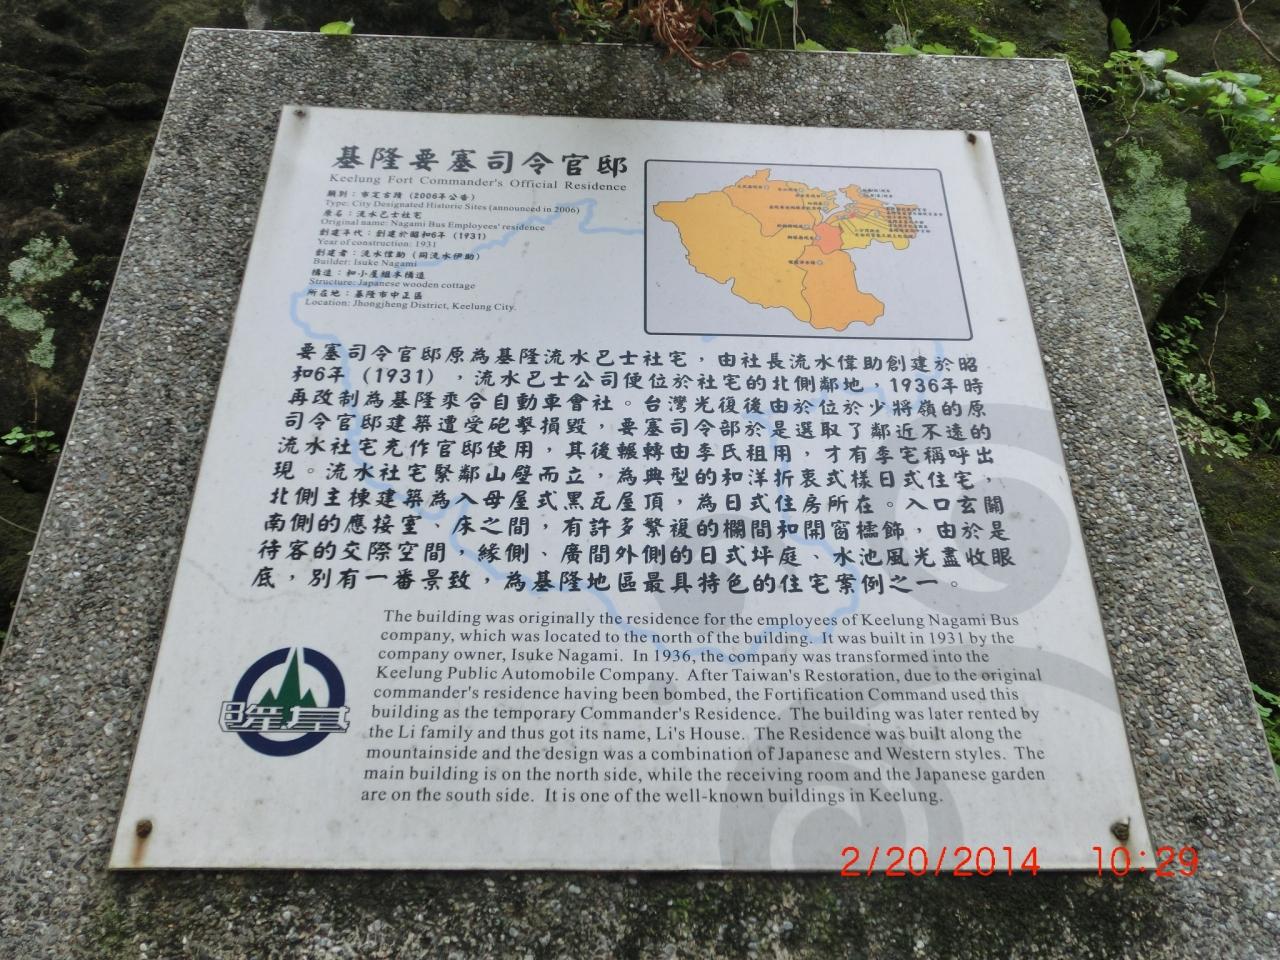 基隆要塞司令官邸
Keelung Fort Commander's Official Residence
類別：市定古蹟（2006年公告）
Type: City Designated Historic Sites (announced in 2006)
原名：流水巴士社宅
Original name: Nagami Bus Employees' residence
創建年代：創建於昭和6年（1931）
Year of construction: 1931
創建者：流水偉助（同流水伊助）
Builder: Isuke Nagami
構造：和小屋組木構造
Structure: Japanese wooden cottage
所在地：基隆市中正區
Location: Jhongjheng District, Keelung City.
要塞司令官邸原為基隆流水巴士社宅，由社長流水偉助創建於昭
和6年（1931），流水巴士公司便位於社宅的北側鄰地，1936年時
再改制為基隆乘合自動車會社。台灣光復後由於位於少將嶺的原
司令官邸建築遭受砲擊損毀，要塞司令部於是選取了鄰近不遠的
流水社宅充作官邸使用，其後輾轉由李氏租用，才有李宅稱呼出
現。流水社宅緊鄰山壁而立，為典型的和洋折衷式樣日式住宅，
北側主棟建築為入母屋式黑瓦屋頂，為日式住房所在。入口玄關
南側的應接室、床之間，有許多繁複的欄間和開窗櫺飾，由於是
待客的交際空間，緣側、廣間外側的日式坪庭、水池風光盡收眼
底，別有一番景致，為基隆地區最具特色的住宅案例之一。
The building was originally the residence for the employees of Keelung Nagami Bus
company, which was located to the north of the building. It was built in 1931 by the
company owner, Isuke Nagami. In 1936, the company was transformed into the
Keelung Public Automobile Company. After Taiwan's Restoration, due to the original
commander's residence having been bombed, the Fortification Command used this
building as the temporary Commander's Residence. The building was later rented by
the Li family and thus got its name, Li's House. The Residence was built along the
mountainside and the design was a combination of Japanese and Western styles. The
main building is on the north side, while the receiving room and the Japanese garden
are on the south side. It is one of the well-known buildings in Keelung.
2/20/2014 10:29